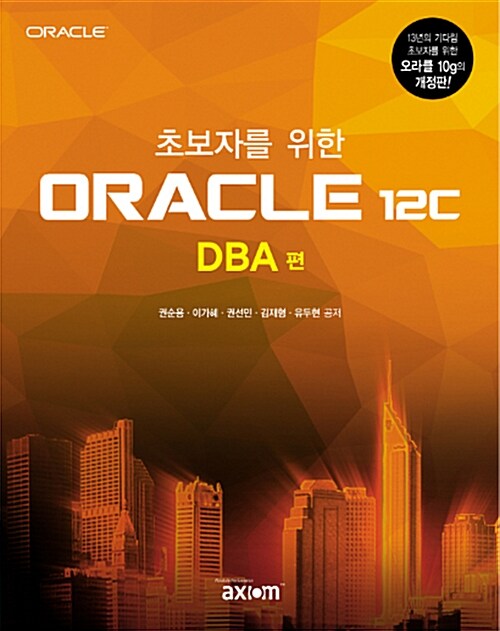 ORACLE
13년의 기다림
초보자를 위한
오라클 10g의
개정판!
초보자를 위한
ORACLE 12C
DBA 편
권순용 · 이가혜 · 권선민 · 김재형 · 유두현 공저
axiom™